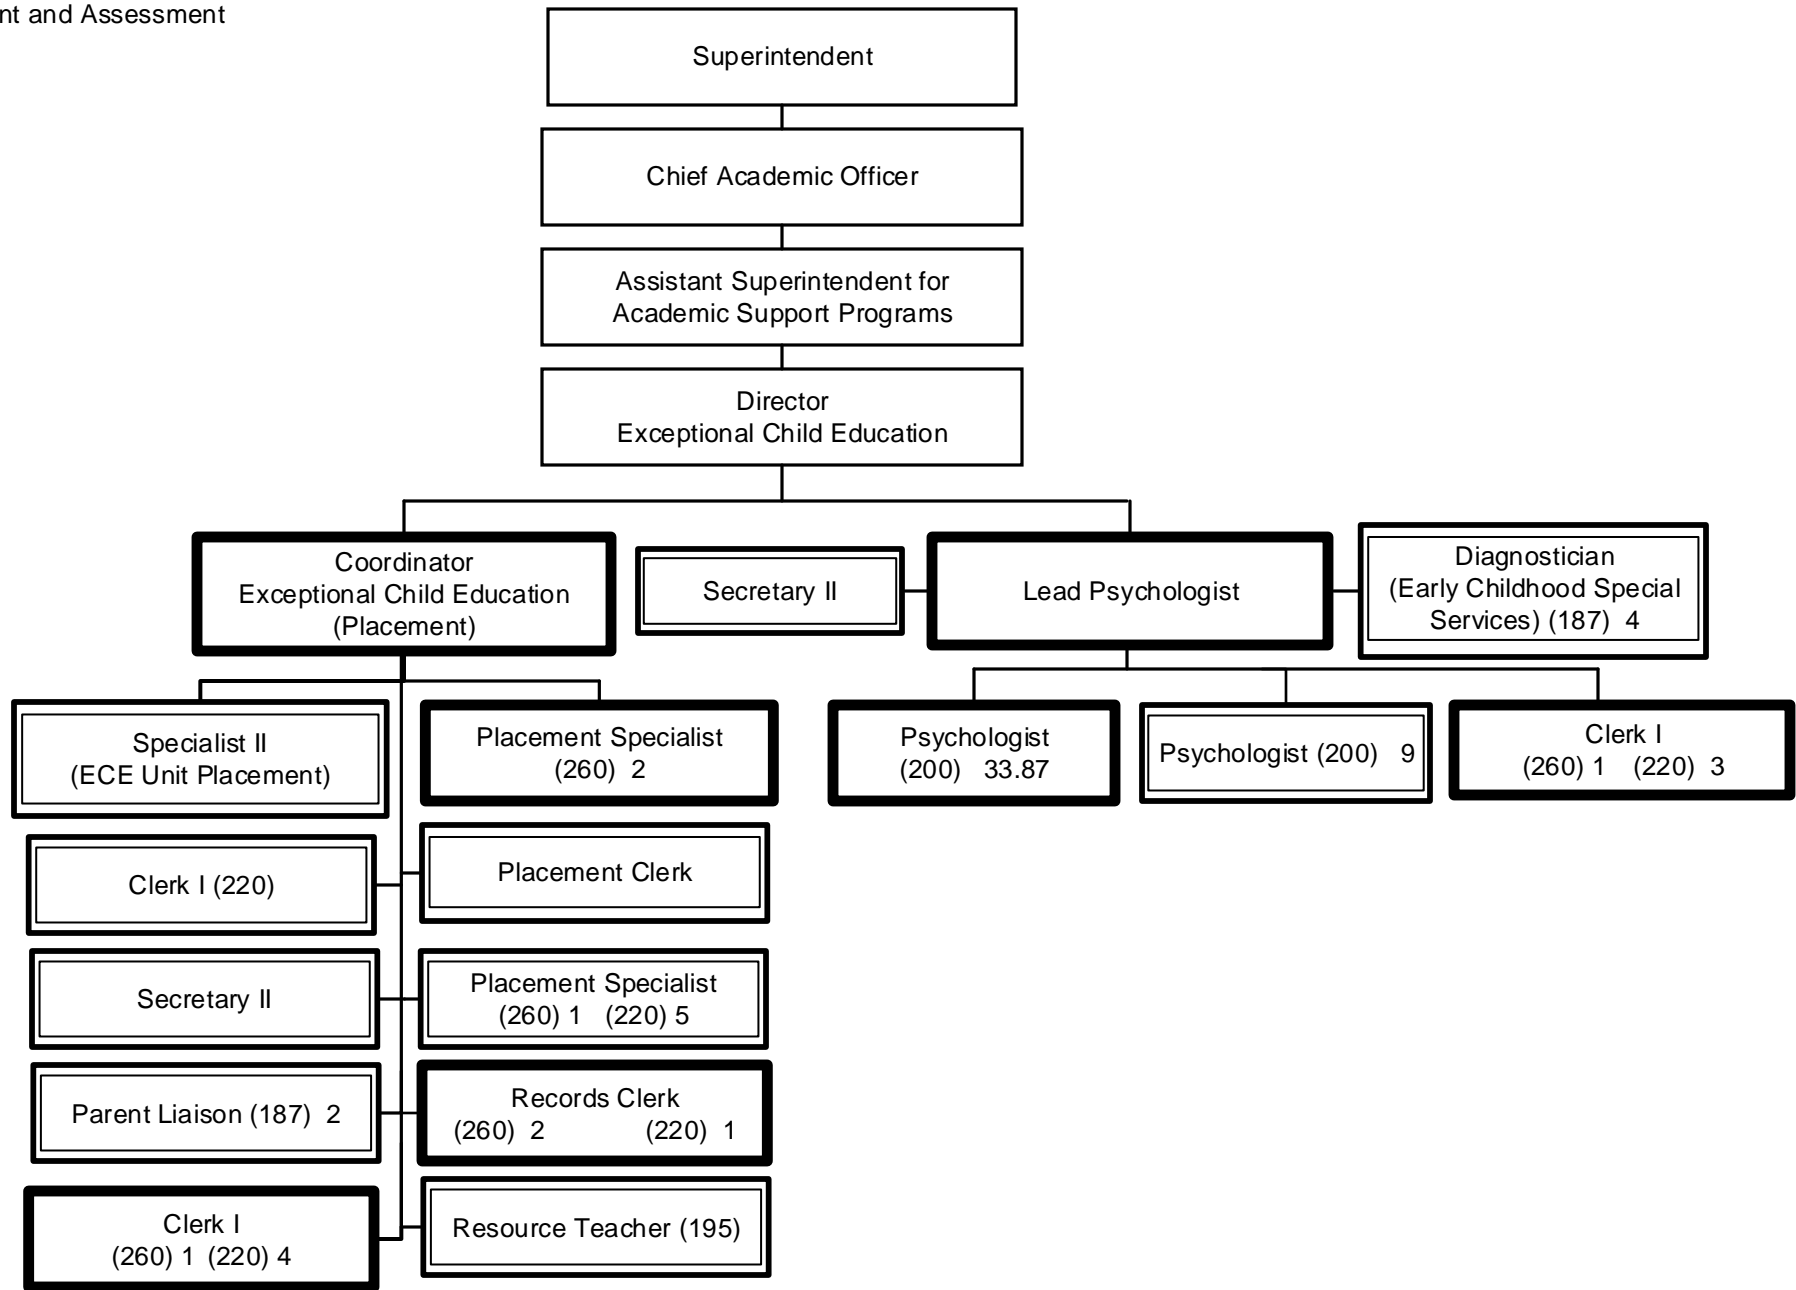 nt and Assessment
Superintendent
Chief Academic Officer
Assistant Superintendent for
Academic Support Programs
Director
Exceptional Child Education
Coordinator
Exceptional Child Education
(Placement)
Secretary II
Lead Psychologist
Diagnostician
(Early Childhood Special
Services) (187) 4
Specialist II
(ECE Unit Placement)
Placement Specialist
(260) 2
Psychologist
(200) 33.87
Psychologist (200) 9
Clerk I
(260) 1 (220) 3
Clerk I (220)
Placement Clerk
Secretary II
Placement Specialist
(260) 1 (220) 5
Parent Liaison (187) 2
Records Clerk
(260) 2 (220) 1
Clerk I
(260) 1 (220) 4
Resource Teacher (195)